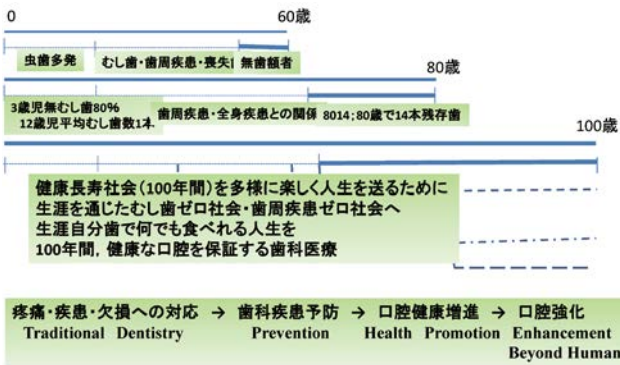 0 60歳
虫歯多発 むし歯・歯周疾患・喪失 無歯額者
80歳
3歳児無むし歯80%
12歳児平均むし歯数1本 歯周疾患・全身疾患との関係 8014;80歳で14本残存歯
100歳
健康長寿社会(100年間)を多様に楽しく人生を送るために
生涯を通じたむし歯ゼロ社会・歯周疾患ゼロ社会へ
生涯自分歯で何でも食べれる人生を
100年間,健康な口腔を保証する歯科医療
疼痛・疾患・欠損への対応 → 歯科疾患予防 → 口腔健康増進 → 口腔強化
Traditional Dentistry Prevention Health Promotion Enhancement
Beyond Human